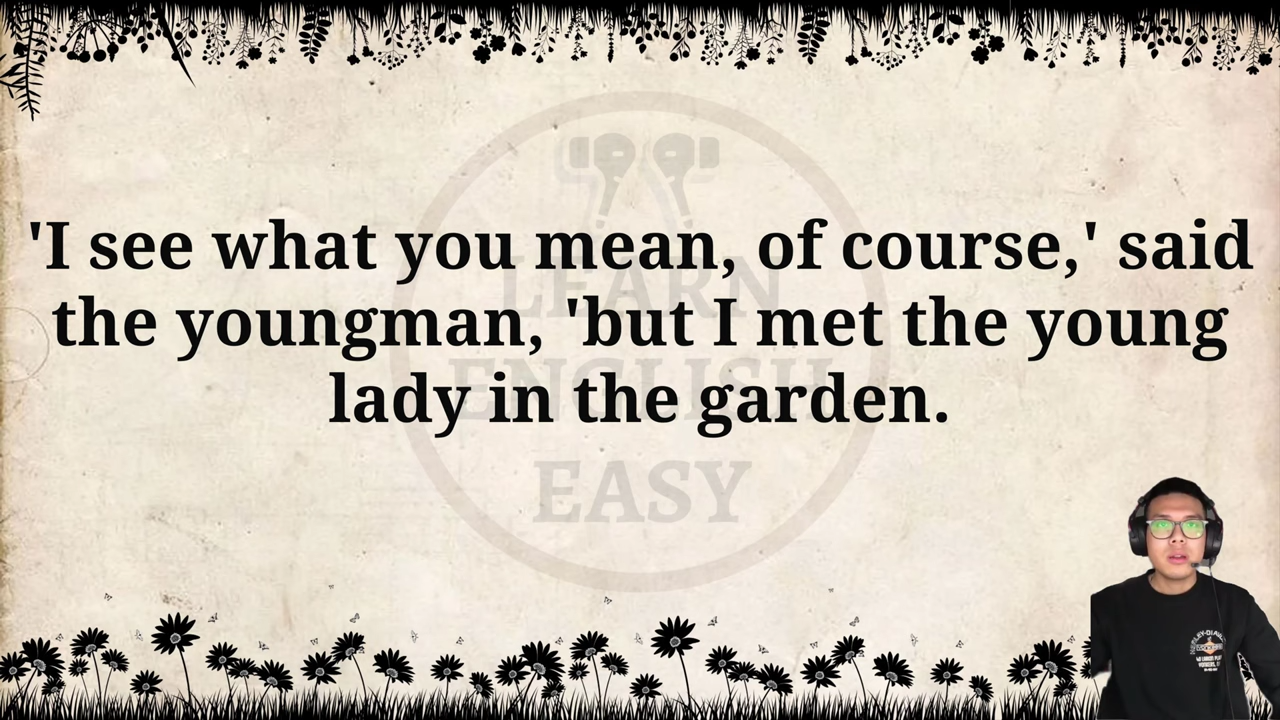 'I see what you mean, of course,' said
the youngman, 'but I met the young
lady in the garden.
LEARN
ENGLISH
EASY